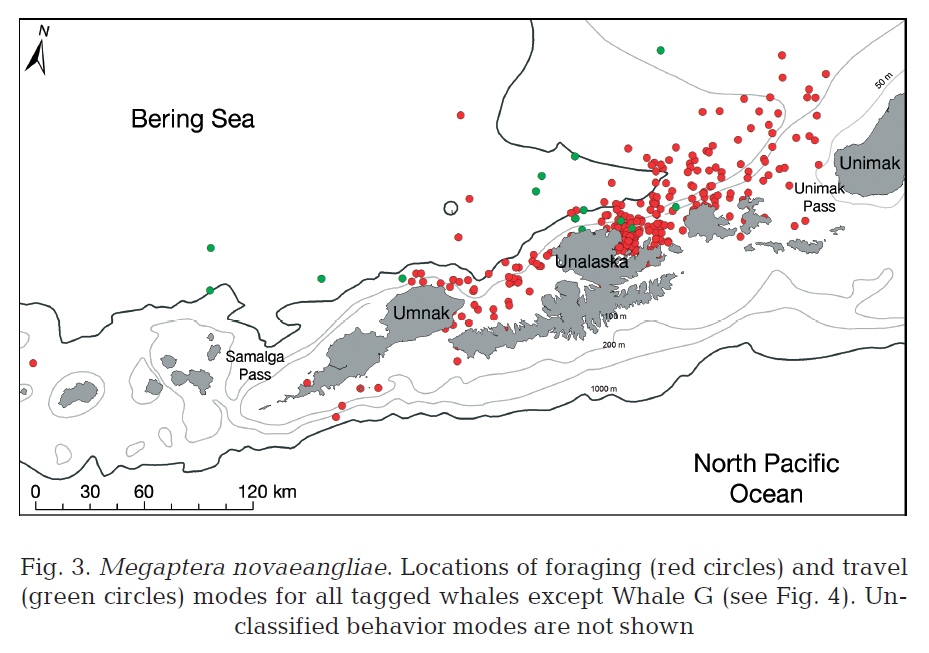 N
50 m
Bering Sea
Unimak
Unimak
Pass
Unalaska
Umnak
100 m
200 m
Samalga
Pass
1000 m
North Pacific
Ocean
0 30 60 120 km
Fig. 3. Megaptera novaeangliae. Locations of foraging (red circles) and travel
(green circles) modes for all tagged whales except Whale G (see Fig. 4). Un-
classified behavior modes are not shown